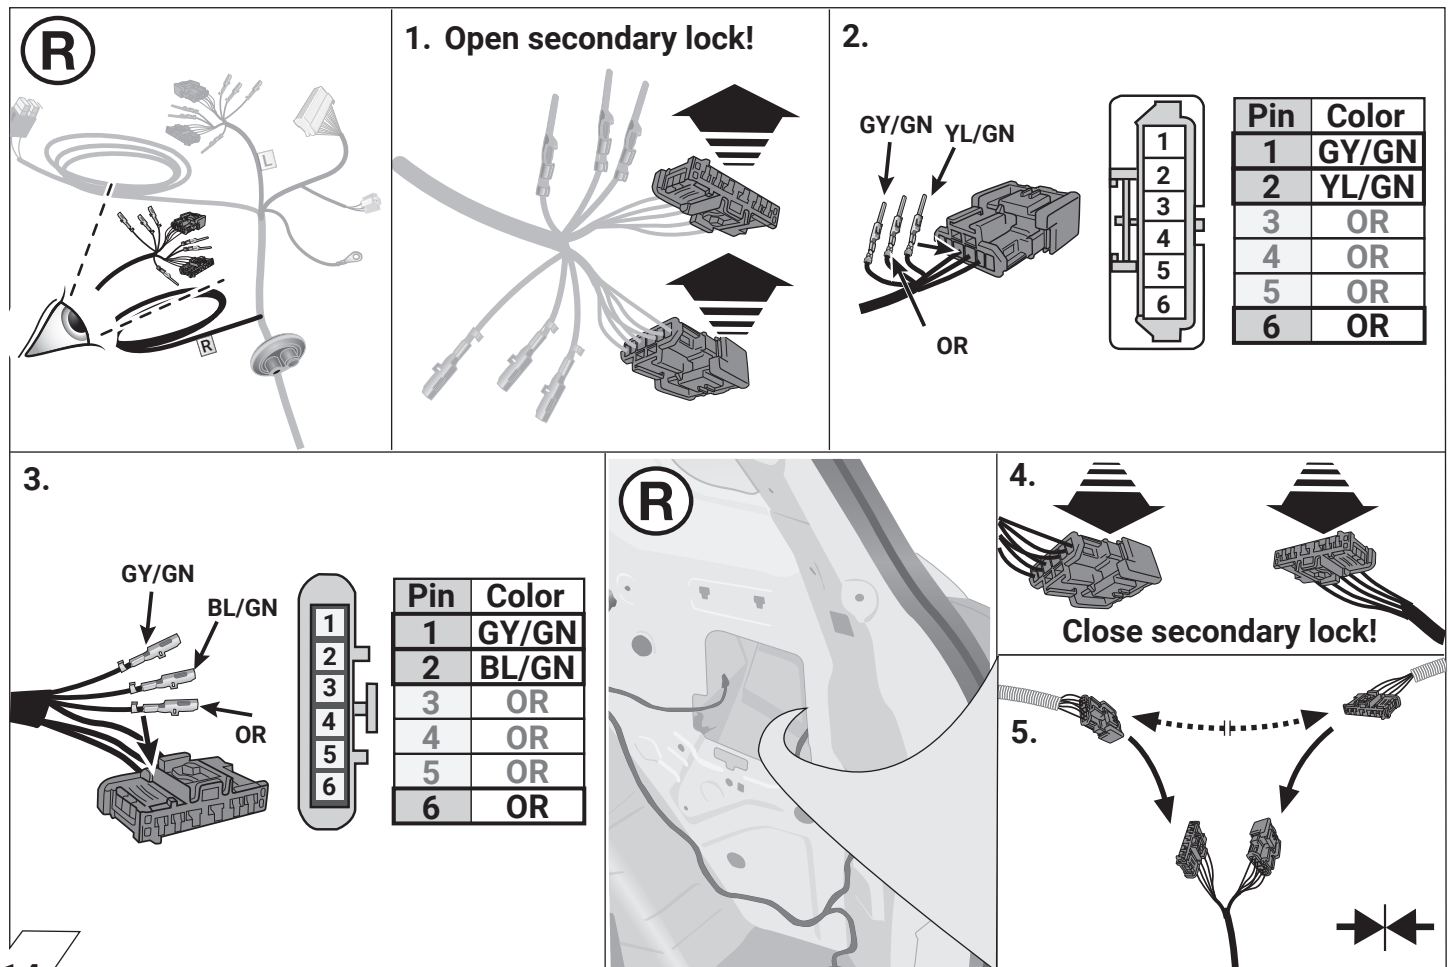 R
L
R
1. Open secondary lock!
2.
GY/GN
YL/GN
OR
1
2
3
4
5
6
Pin Color
1 GY/GN
2 YL/GN
3 OR
4 OR
5 OR
6 OR
3.
GY/GN
BL/GN
OR
1
2
3
4
5
6
Pin Color
1 GY/GN
2 BL/GN
3 OR
4 OR
5 OR
6 OR
R
4.
Close secondary lock!
5.